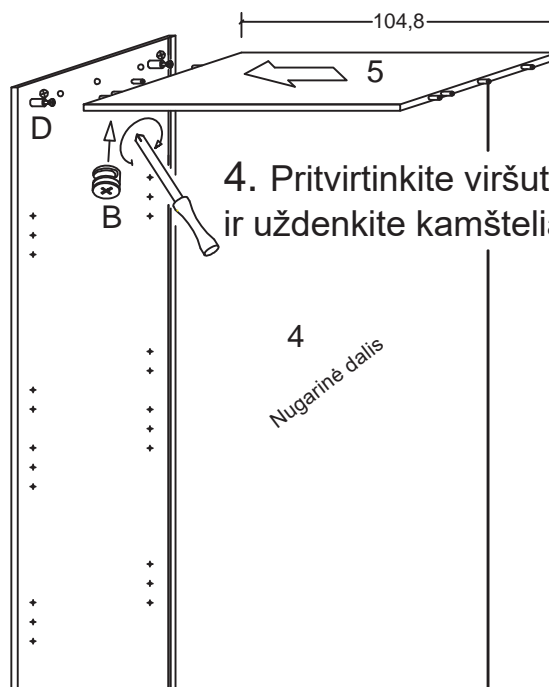 104,8
5
D
B
4. Pritvirtinkite viršut
ir uždenkite kamštelia
4
Nugarinė dalis